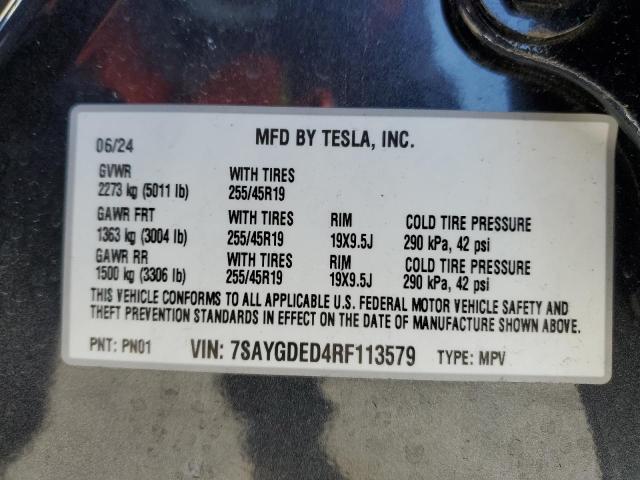 06/24 MFD BY TESLA, INC.
GVWR WITH TIRES
2273 kg (5011 lb) 255/45R19
GAWR FRT WITH TIRES RIM COLD TIRE PRESSURE
1363 kg (3004 lb) 255/45R19 19X9.5J 290 kPa, 42 psi
GAWR RR WITH TIRES RIM COLD TIRE PRESSURE
1500 kg (3306 lb) 255/45R19 19X9.5J 290 kPa, 42 psi
THIS VEHICLE CONFORMS TO ALL APPLICABLE U.S. FEDERAL MOTOR VEHICLE SAFETY AND
THEFT PREVENTION STANDARDS IN EFFECT ON THE DATE OF MANUFACTURE SHOWN ABOVE.
PNT: PN01 VIN: 7SAYGDED4RF113579 TYPE: MPV